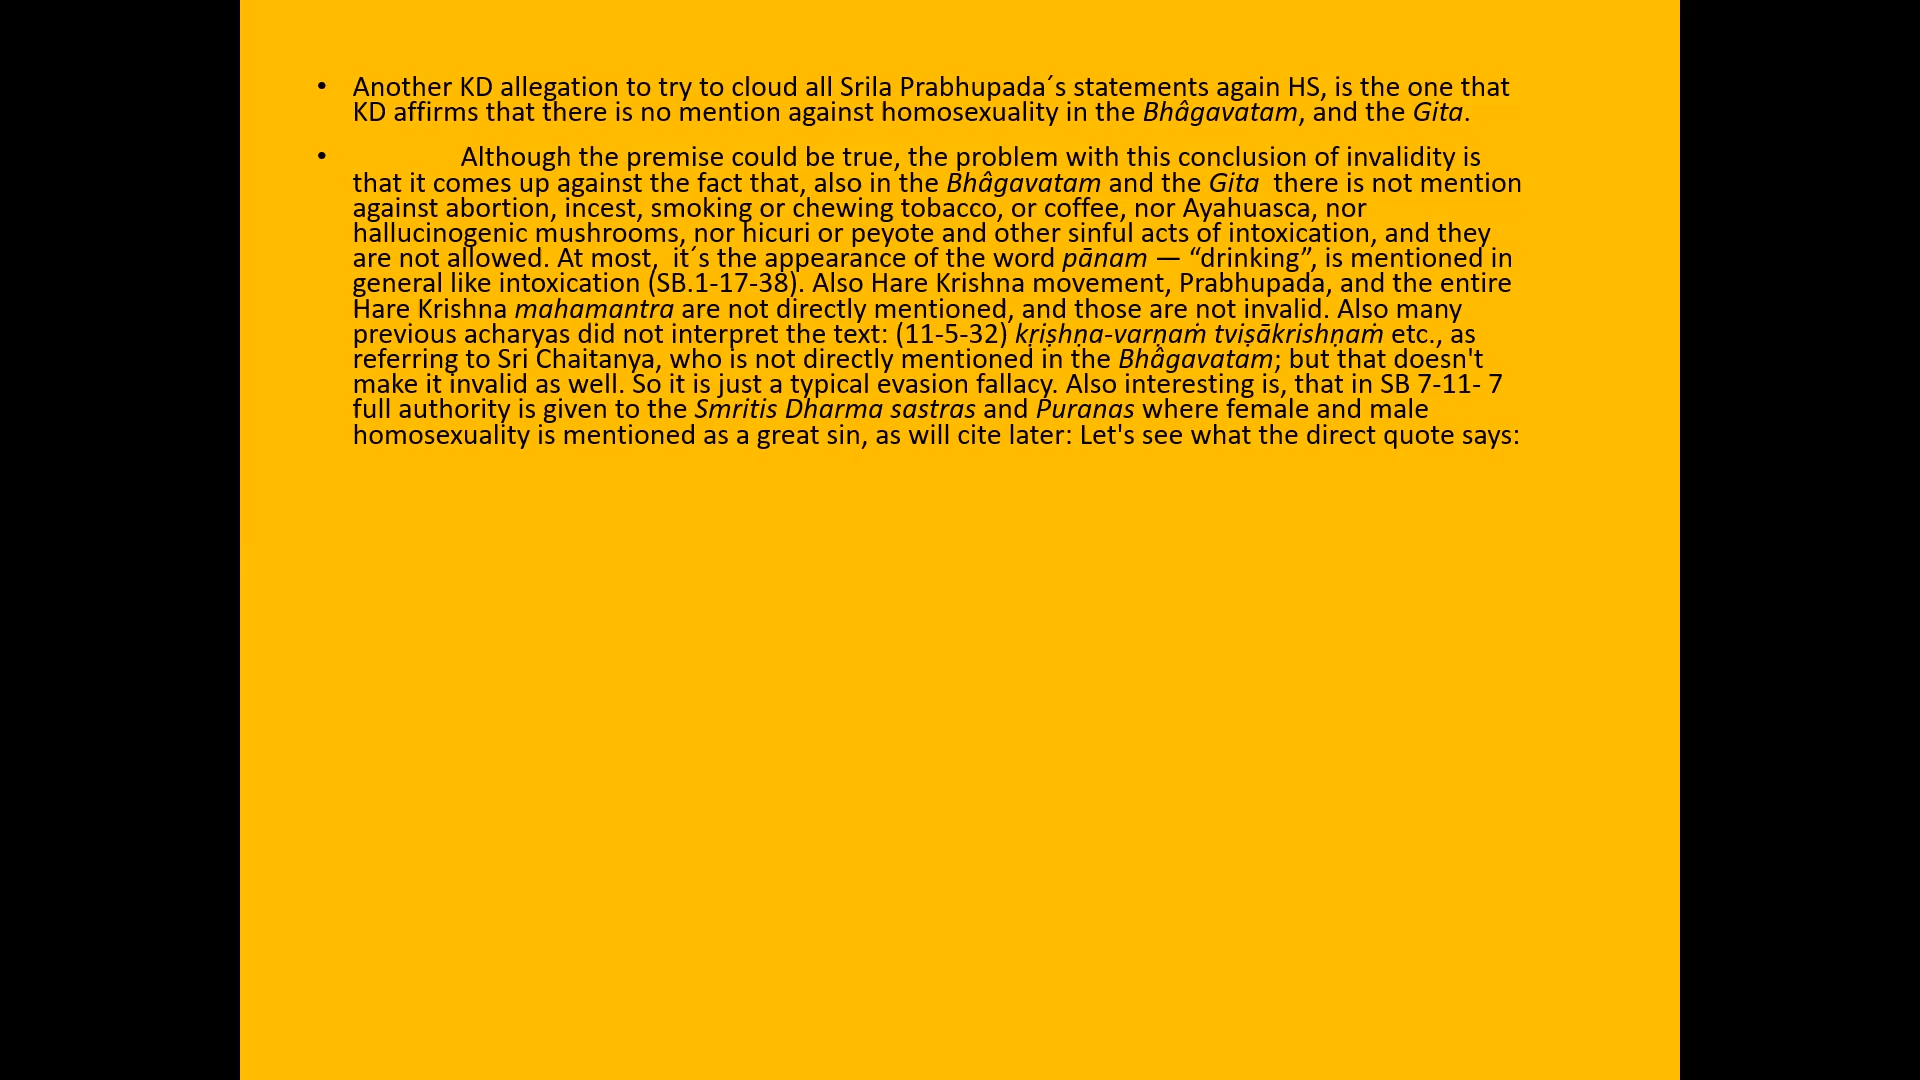 • Another KD allegation to try to cloud all Srila Prabhupada´s statements again HS, is the one that
KD affirms that there is no mention against homosexuality in the Bhâgavatam, and the Gita.
• Although the premise could be true, the problem with this conclusion of invalidity is
that it comes up against the fact that, also in the Bhâgavatam and the Gita  there is not mention
against abortion, incest, smoking or chewing tobacco, or coffee, nor Ayahuasca, nor
hallucinogenic mushrooms, nor hicuri or peyote and other sinful acts of intoxication, and they
are not allowed. At most,  it´s the appearance of the word pānam — “drinking”, is mentioned in
general like intoxication (SB.1-17-38). Also Hare Krishna movement, Prabhupada, and the entire
Hare Krishna mahamantra are not directly mentioned, and those are not invalid. Also many
previous acharyas did not interpret the text: (11-5-32) kṛiṣhṇa-varṇaṁ tviṣākrishṇaṁ etc., as
referring to Sri Chaitanya, who is not directly mentioned in the Bhâgavatam; but that doesn't
make it invalid as well. So it is just a typical evasion fallacy. Also interesting is, that in SB 7-11- 7
full authority is given to the Smritis Dharma sastras and Puranas where female and male
homosexuality is mentioned as a great sin, as will cite later: Let's see what the direct quote says: